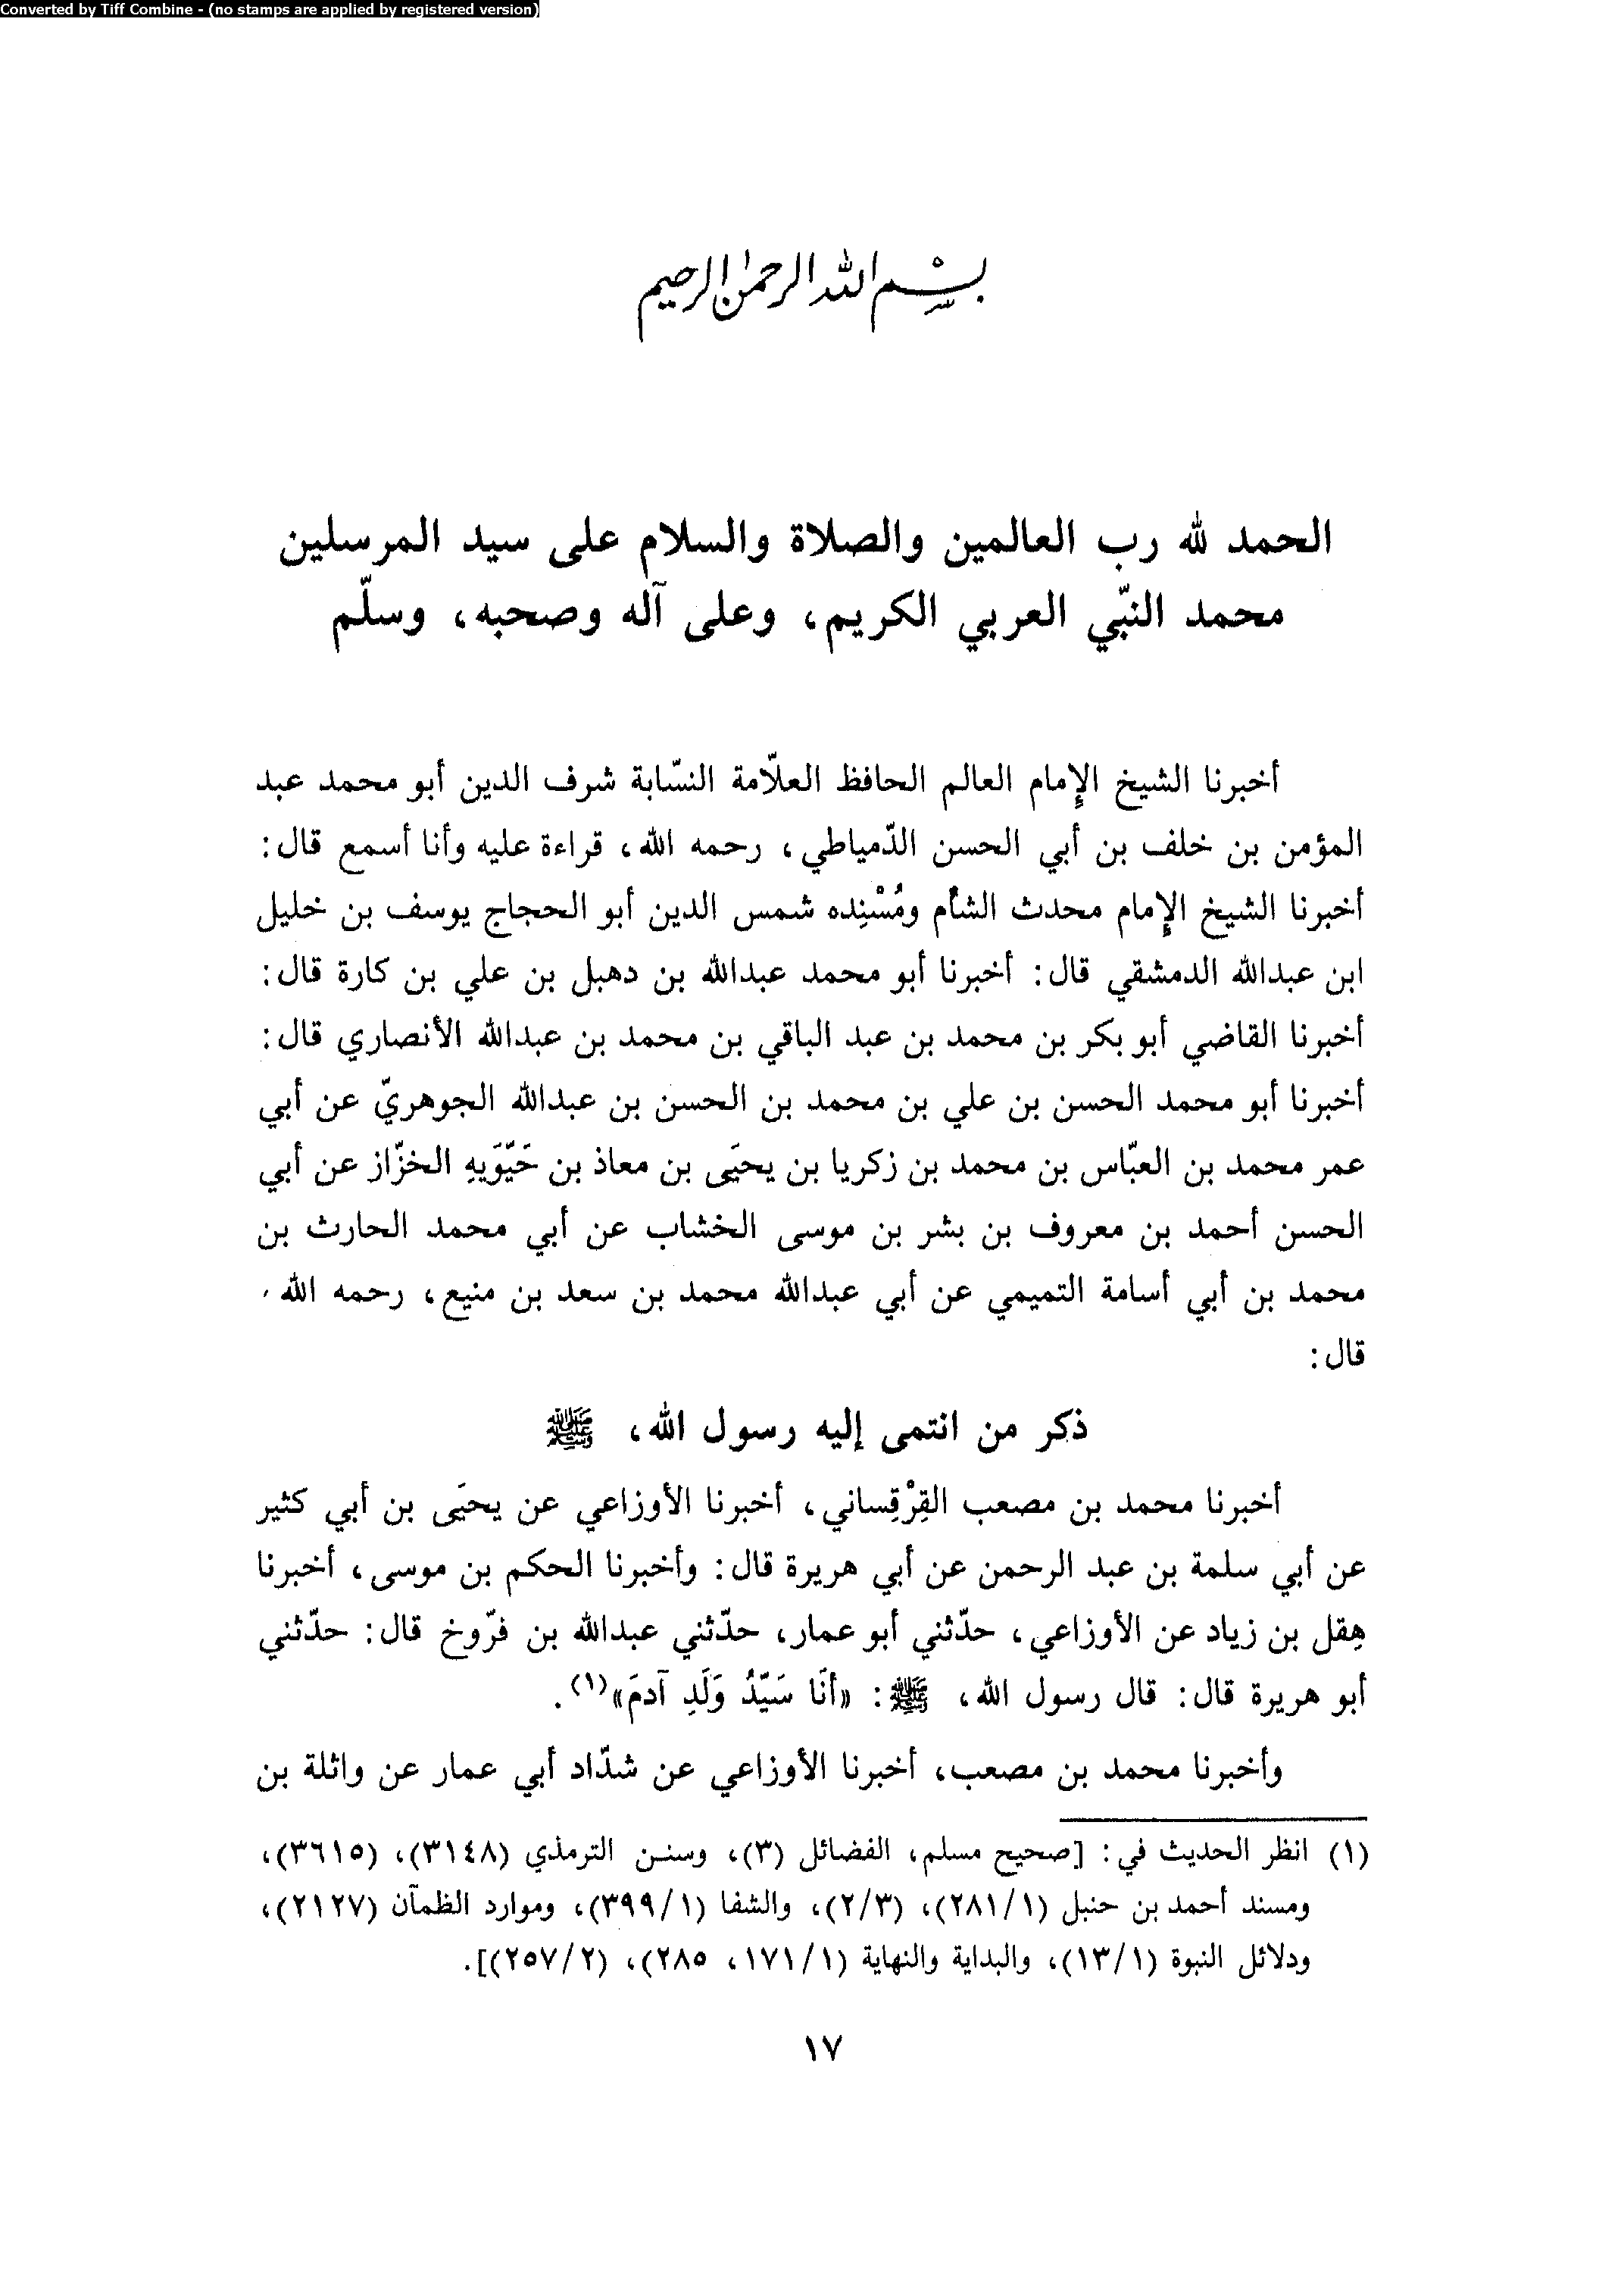 Converted by Tiff Combine - (no stamps are applied by registered version)
بسم الله الرحمن الرحيم
الحمد لله رب العالمين والصلاة والسلام على سيد المرسلين
محمد النبّي العربي الكريم، وعلى آله وصحبه، وسلّم
أخبرنا الشيخ الإمام العالم الحافظ العلاّمة النسّابة شرف الدين أبو محمد عبد
المؤمن بن خلف بن أبي الحسن الدّمياطي، رحمه الله، قراءة عليه وأنا أسمع قال:
أخبرنا الشيخ الإمام محدث الشأم ومُسْنِده شمس الدين أبو الحجاج يوسف بن خليل
ابن عبدالله الدمشقي قال: أخبرنا أبو محمد عبدالله بن دهبل بن علي بن كارة قال:
أخبرنا القاضي أبو بكر بن محمد بن عبد الباقي بن محمد بن عبدالله الأنصاري قال:
أخبرنا أبو محمد الحسن بن علي بن محمد بن الحسن بن عبدالله الجوهريّ عن أبي
عمر محمد بن العبّاس بن محمد بن زكريا بن يحيَى بن معاذ بن حَيّوَيهِ الخزّاز عن أبي
الحسن أحمد بن معروف بن بشر بن موسى الخشاب عن أبي محمد الحارث بن
محمد بن أبي أسامة التميمي عن أبي عبدالله محمد بن سعد بن منيع، رحمه الله،
قال:
ذكر من انتمى إليه رسول الله، ﷺ
أخبرنا محمد بن مصعب القِرْقِساني، أخبرنا الأوزاعي عن يحيَى بن أبي كثير
عن أبي سلمة بن عبد الرحمن عن أبي هريرة قال: وأخبرنا الحكم بن موسى، أخبرنا
هِقل بن زياد عن الأوزاعي، حدّثني أبو عمار، حدّثني عبدالله بن فرّوخ قال: حدّثني
أبو هريرة قال: قال رسول الله، ﷺ: «أنَا سَيّدُ وَلَدِ آدمَ»(١).
وأخبرنا محمد بن مصعب، أخبرنا الأوزاعي عن شدّاد أبي عمار عن واثلة بن
(١) انظر الحديث في: [صحيح مسلم، الفضائل (٣)، وسنن الترمذي (٣١٤٨)، (٣٦١٥)،
ومسند أحمد بن حنبل (٢٨١/١)، (٢/٣)، والشفا (٣٩٩/١)، وموارد الظمآن (٢١٢٧)،
ودلائل النبوة (١٣/١)، والبداية والنهاية (١٧١/١، ٢٨٥)، (٢٥٧/٢)].
١٧